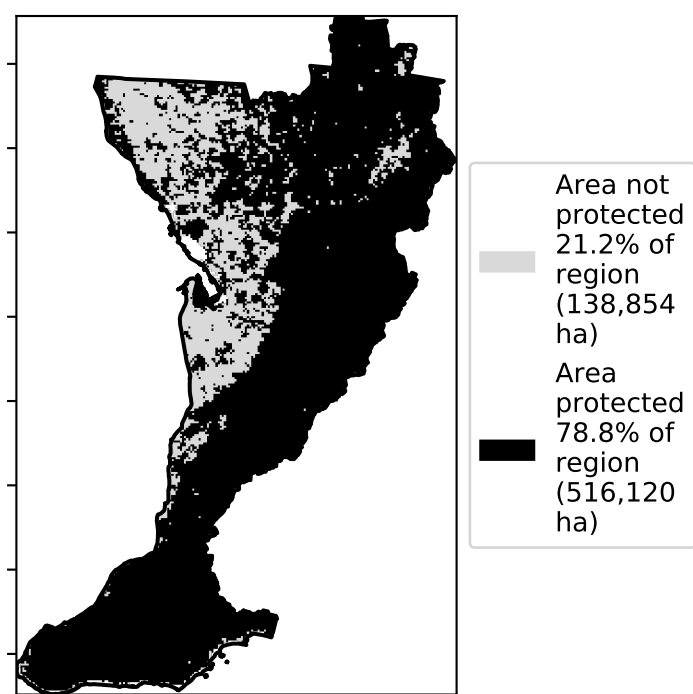 Area not
protected
21.2% of
region
(138,854
ha)
Area
protected
78.8% of
region
(516,120
ha)